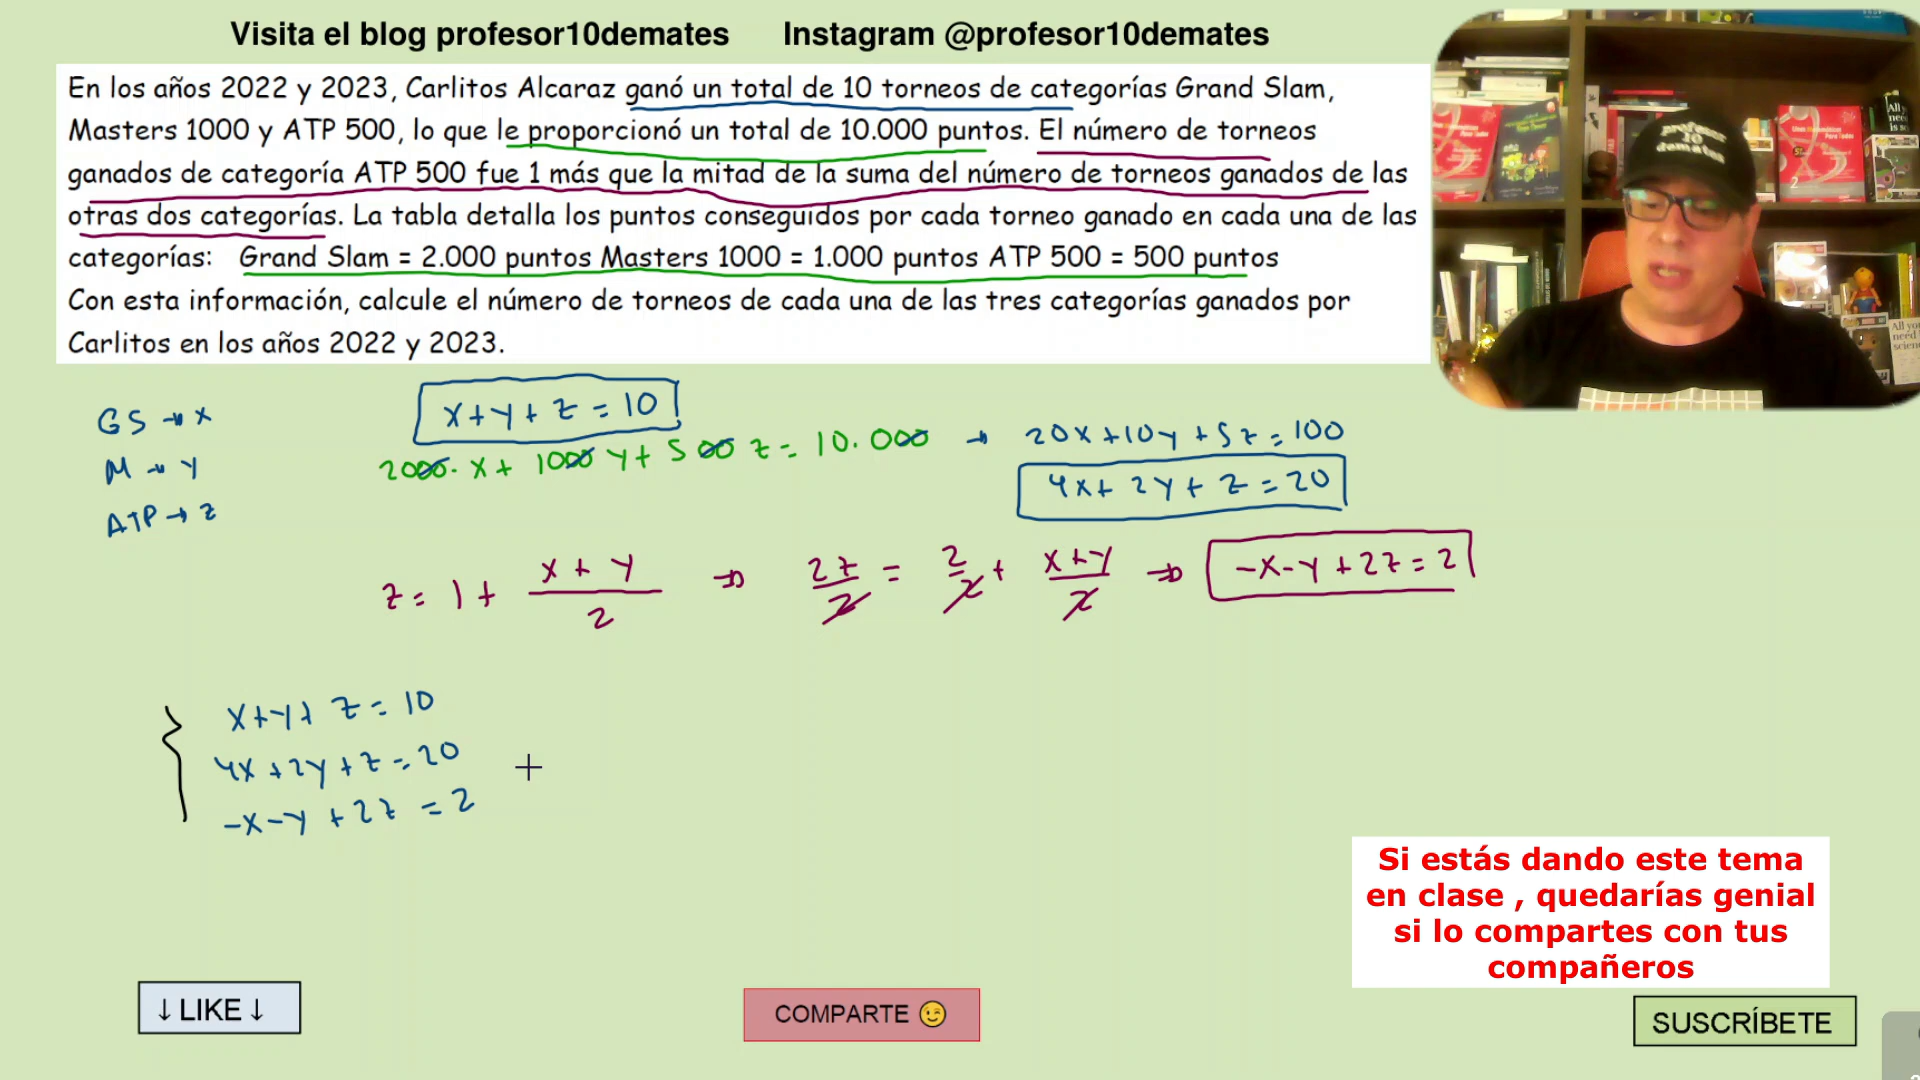 Visita el blog profesor10demates Instagram @profesor10demates
En los años 2022 y 2023, Carlitos Alcaraz ganó un total de 10 torneos de categorías Grand Slam,
Masters 1000 y ATP 500, lo que le proporcionó un total de 10.000 puntos. El número de torneos
ganados de categoría ATP 500 fue 1 más que la mitad de la suma del número de torneos ganados de las
otras dos categorías. La tabla detalla los puntos conseguidos por cada torneo ganado en cada una de las
categorías: Grand Slam = 2.000 puntos Masters 1000 = 1.000 puntos ATP 500 = 500 puntos
Con esta información, calcule el número de torneos de cada una de las tres categorías ganados por
Carlitos en los años 2022 y 2023.
profesor
10
demates
GS → x
M → y
ATP → z
x + y + z = 10
2000 · x + 1000 y + 500 z = 10.000 → 20x + 10y + 5z = 100
4x + 2y + z = 20
z = 1 + (x + y)/2 ⇒ 2z/2 = 2/2 + (x+y)/2 ⇒ -x - y + 2z = 2
x + y + z = 10
4x + 2y + z = 20
-x - y + 2z = 2
Si estás dando este tema
en clase , quedarías genial
si lo compartes con tus
compañeros
↓ LIKE ↓
COMPARTE 😉
SUSCRÍBETE